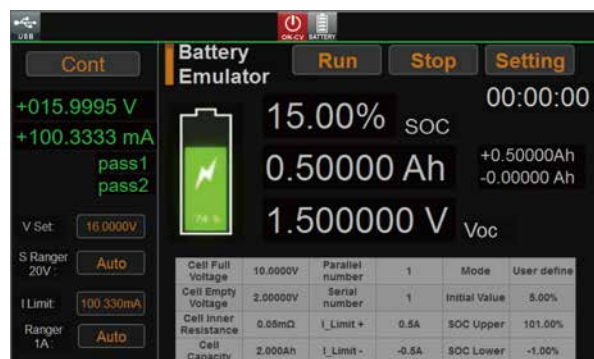 USB
ON-CV
BATTERY
Cont
+015.9995 V
+100.3333 mA
pass1
pass2
V Set: 16.0000V
S Ranger
20V : Auto
I Limit: 100.330mA
Ranger
1A : Auto
Battery
Emulator
Run
Stop
Setting
00:00:00
15.00% SOC
0.50000 Ah
+0.50000Ah
-0.00000 Ah
1.500000 V Voc
74 %
Cell Full Voltage 10.0000V Parallel number 1 Mode User define
Cell Empty Voltage 2.00000V Serial number 1 Initial Value 5.00%
Cell Inner Resistance 0.05mΩ I_Limit + 0.5A SOC Upper 101.00%
Cell Capacity 2.000Ah I_Limit - -0.5A SOC Lower -1.00%